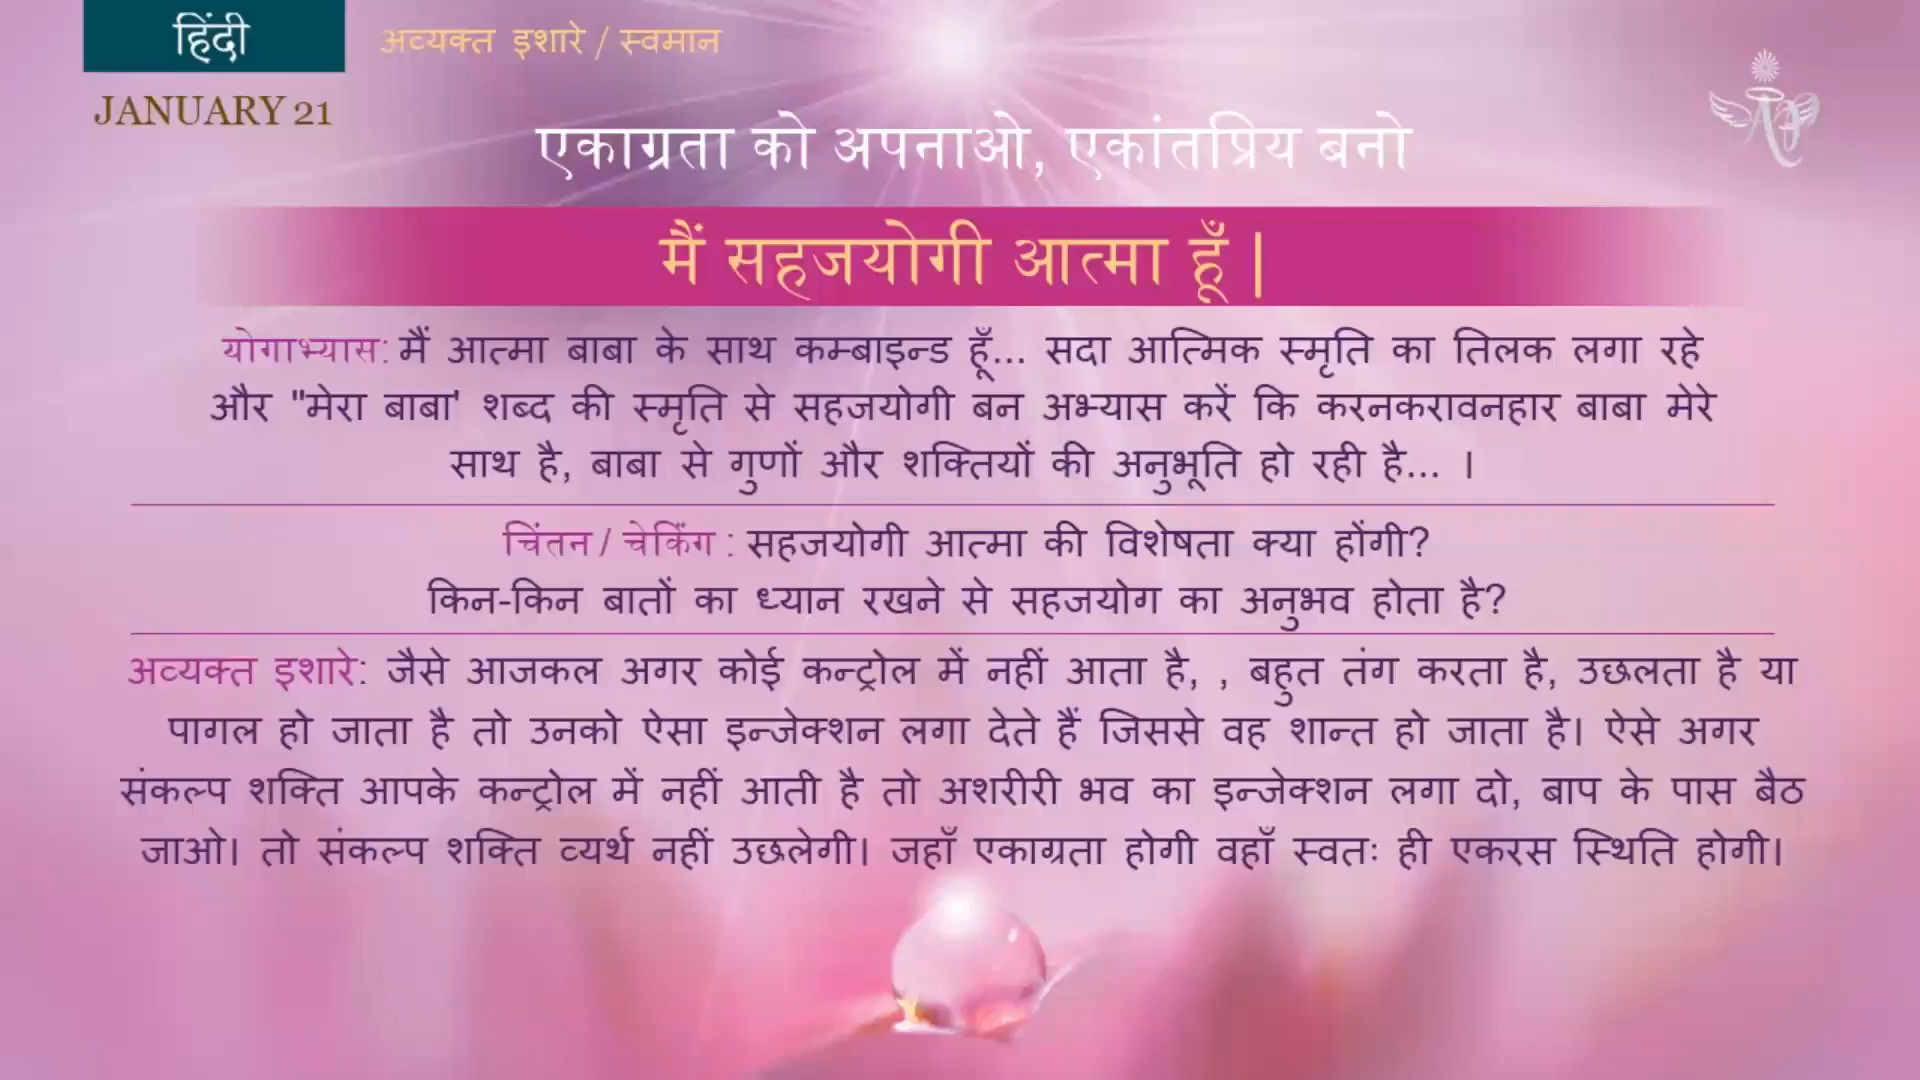 हिंदी
अव्यक्त इशारे / स्वमान
JANUARY 21
एकाग्रता को अपनाओ, एकांतप्रिय बनो
मैं सहजयोगी आत्मा हूँ |
योगाभ्यास: मैं आत्मा बाबा के साथ कम्बाइन्ड हूँ... सदा आत्मिक स्मृति का तिलक लगा रहे
और "मेरा बाबा' शब्द की स्मृति से सहजयोगी बन अभ्यास करें कि करनकरावनहार बाबा मेरे
साथ है, बाबा से गुणों और शक्तियों की अनुभूति हो रही है... ।
चिंतन / चेकिंग : सहजयोगी आत्मा की विशेषता क्या होंगी?
किन-किन बातों का ध्यान रखने से सहजयोग का अनुभव होता है?
अव्यक्त इशारे: जैसे आजकल अगर कोई कन्ट्रोल में नहीं आता है, , बहुत तंग करता है, उछलता है या
पागल हो जाता है तो उनको ऐसा इन्जेक्शन लगा देते हैं जिससे वह शान्त हो जाता है। ऐसे अगर
संकल्प शक्ति आपके कन्ट्रोल में नहीं आती है तो अशरीरी भव का इन्जेक्शन लगा दो, बाप के पास बैठ
जाओ। तो संकल्प शक्ति व्यर्थ नहीं उछलेगी। जहाँ एकाग्रता होगी वहाँ स्वतः ही एकरस स्थिति होगी।